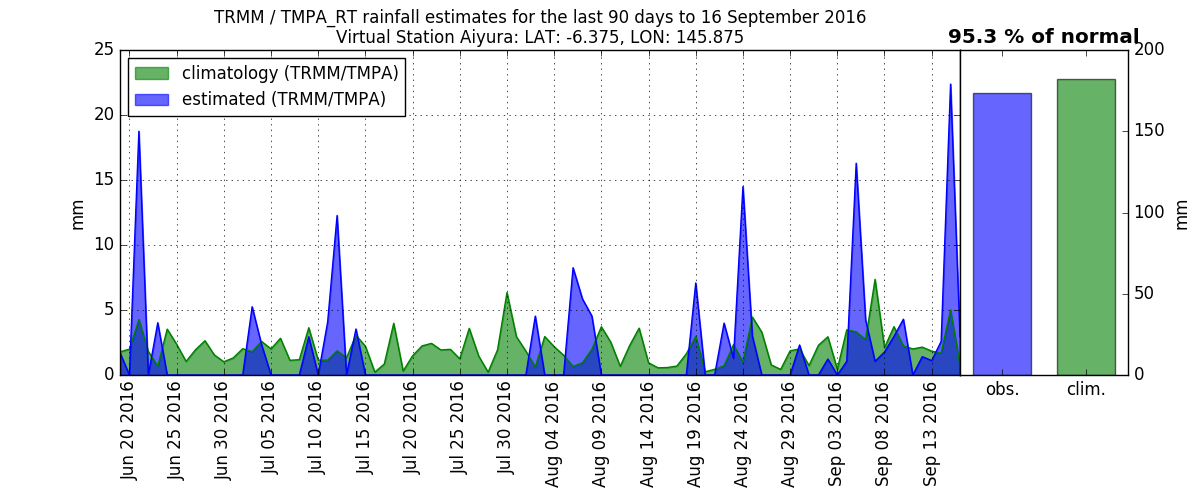 TRMM / TMPA_RT rainfall estimates for the last 90 days to 16 September 2016
Virtual Station Aiyura: LAT: -6.375, LON: 145.875
95.3 % of normal
climatology (TRMM/TMPA)
estimated (TRMM/TMPA)
25
20
15
10
5
0
mm
200
150
100
50
0
mm
Jun 20 2016
Jun 25 2016
Jun 30 2016
Jul 05 2016
Jul 10 2016
Jul 15 2016
Jul 20 2016
Jul 25 2016
Jul 30 2016
Aug 04 2016
Aug 09 2016
Aug 14 2016
Aug 19 2016
Aug 24 2016
Aug 29 2016
Sep 03 2016
Sep 08 2016
Sep 13 2016
obs.
clim.